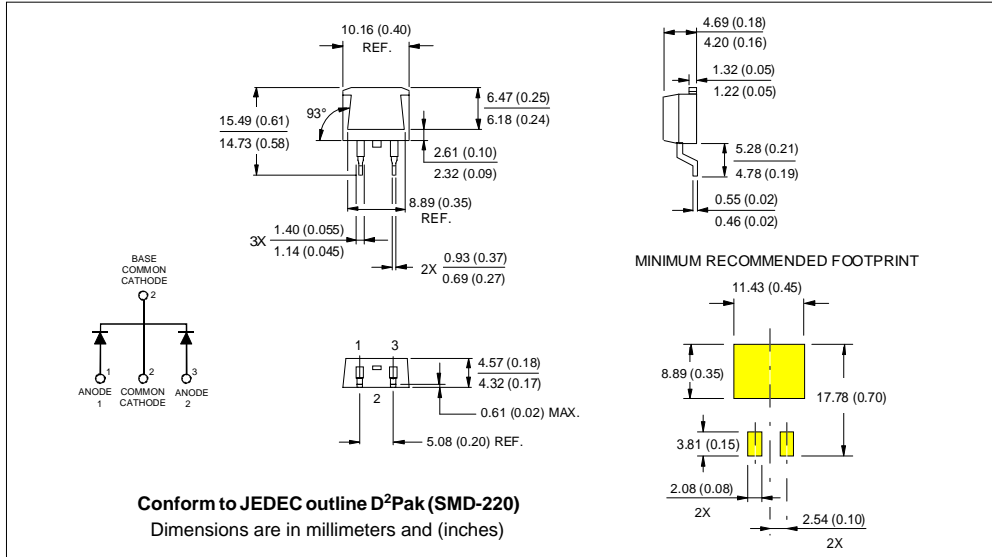 10.16 (0.40)
REF.
93°
15.49 (0.61)
14.73 (0.58)
6.47 (0.25)
6.18 (0.24)
2.61 (0.10)
2.32 (0.09)
8.89 (0.35)
REF.
3X
1.40 (0.055)
1.14 (0.045)
2X
0.93 (0.37)
0.69 (0.27)
4.69 (0.18)
4.20 (0.16)
1.32 (0.05)
1.22 (0.05)
5.28 (0.21)
4.78 (0.19)
0.55 (0.02)
0.46 (0.02)
BASE
COMMON
CATHODE
2
1
2
3
ANODE
1
COMMON
CATHODE
ANODE
2
1
3
2
4.57 (0.18)
4.32 (0.17)
0.61 (0.02) MAX.
5.08 (0.20) REF.
MINIMUM RECOMMENDED FOOTPRINT
11.43 (0.45)
8.89 (0.35)
17.78 (0.70)
3.81 (0.15)
2.08 (0.08)
2X
2.54 (0.10)
2X
Conform to JEDEC outline D²Pak (SMD-220)
Dimensions are in millimeters and (inches)